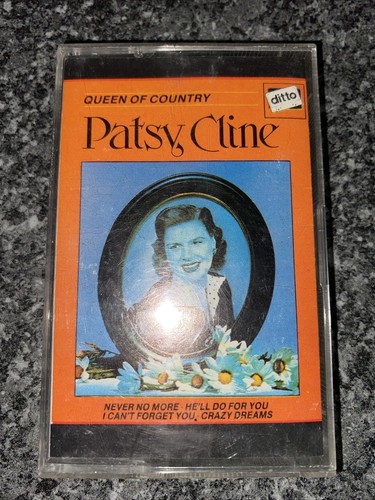 QUEEN OF COUNTRY
ditto
Patsy Cline
NEVER NO MORE · HE'LL DO FOR YOU
I CAN'T FORGET YOU, CRAZY DREAMS